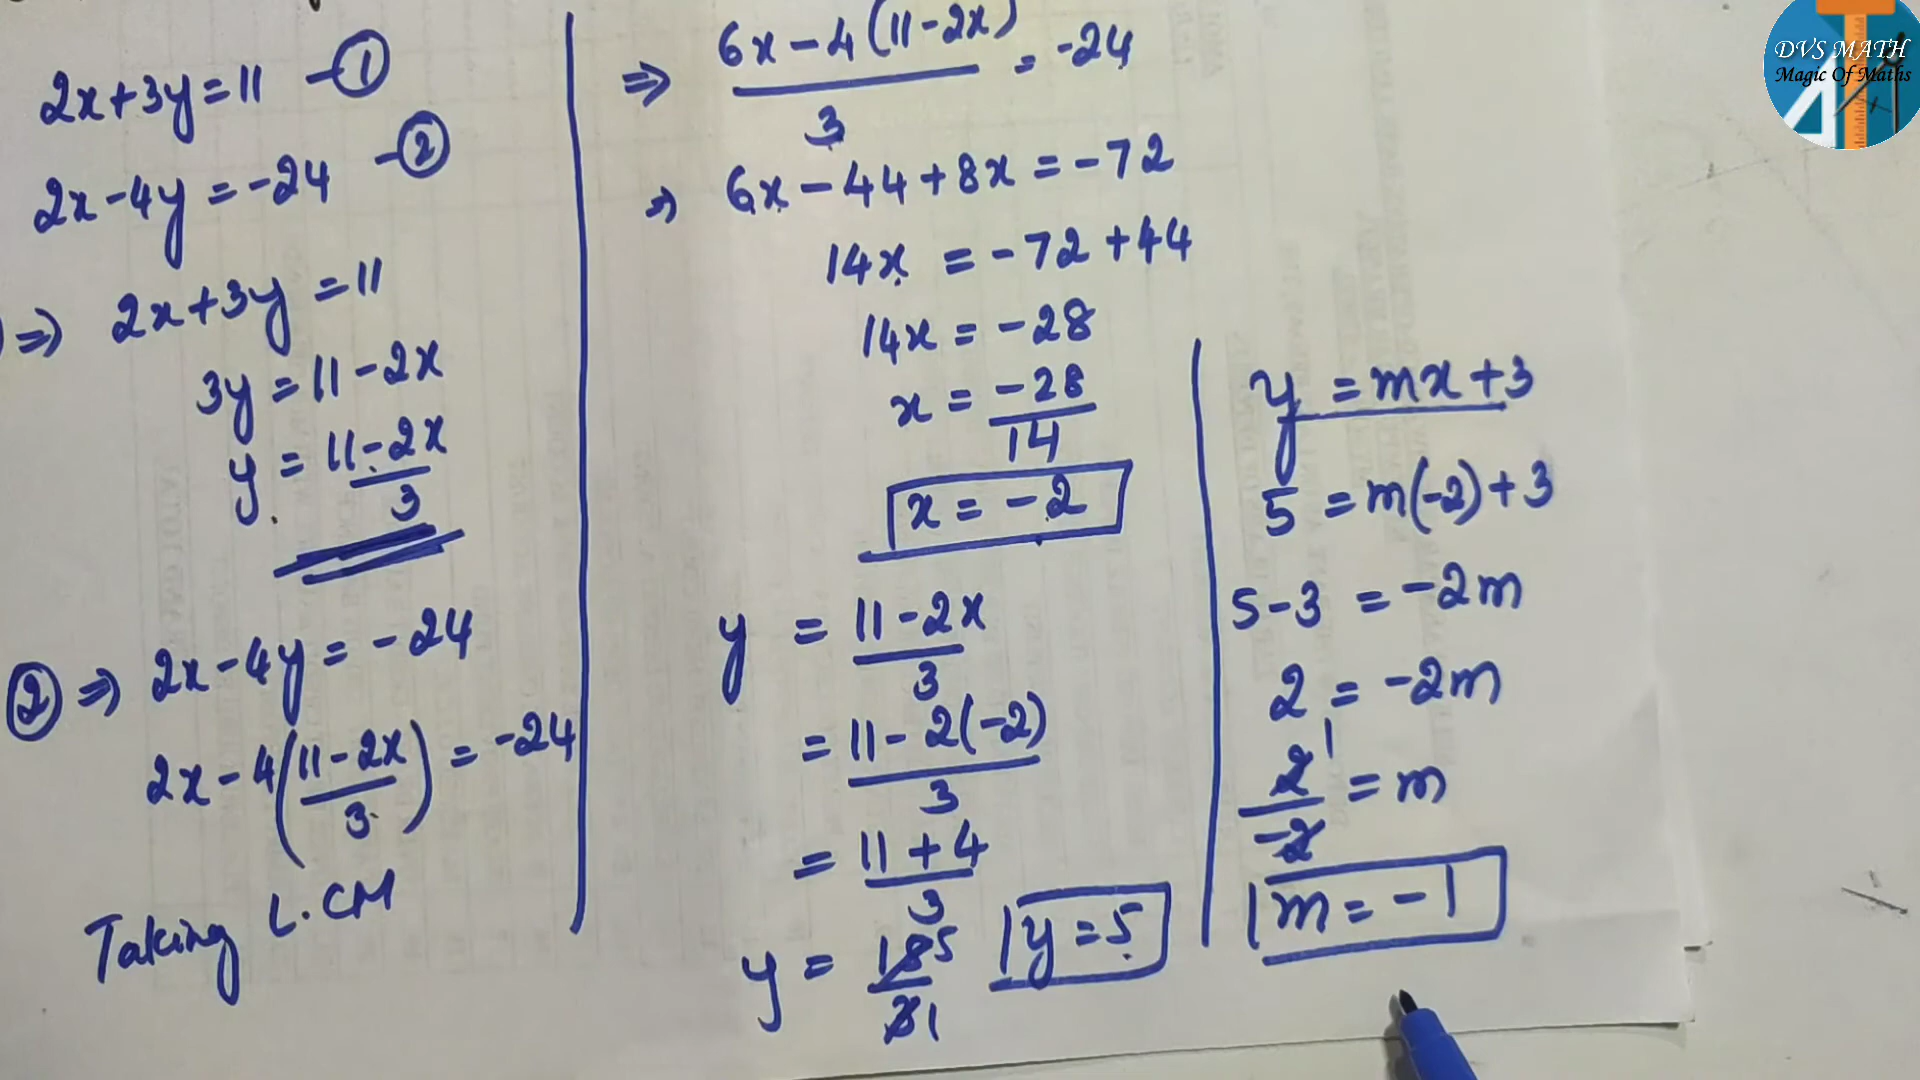 2x+3y=11 -①
2x-4y=-24 -②
⇒ 2x+3y=11
3y=11-2x
y=11-2x/3
② ⇒ 2x-4y=-24
2x-4(11-2x/3)=-24
Taking L.CM
⇒ 6x-4(11-2x)/3=-24
⇒ 6x-44+8x=-72
14x=-72+44
14x=-28
x=-28/14
x=-2
y=11-2x/3
=11-2(-2)/3
=11+4/3
y=15 5/3 1
y=5
y=mx+3
5=m(-2)+3
5-3=-2m
2=-2m
2 1/-2=m
m=-1
DVS MATH
Magic Of Maths